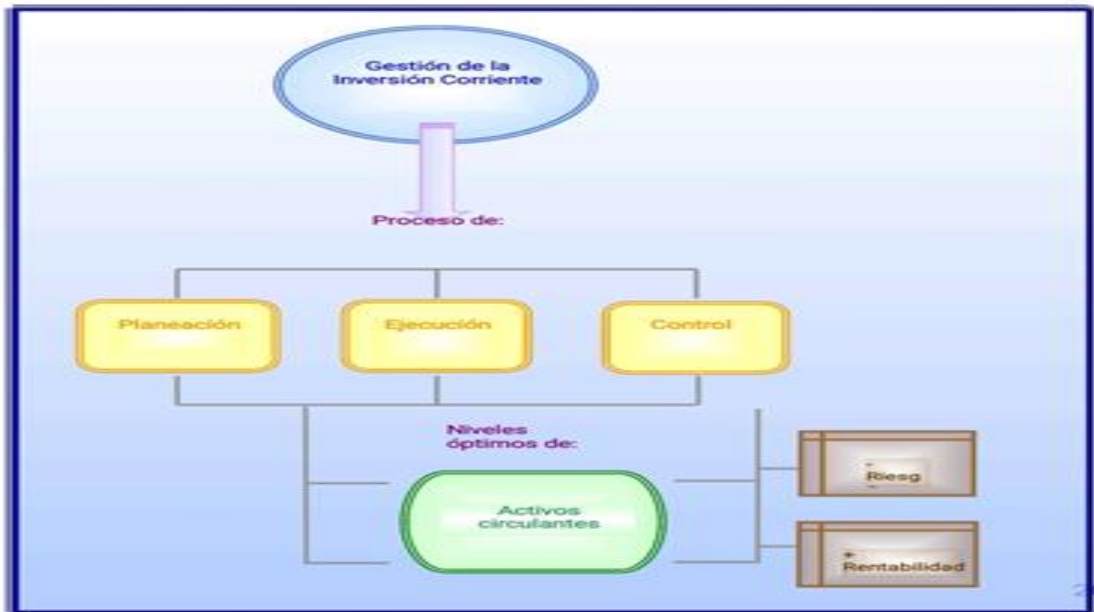 Gestión de la
Inversión Corriente
Proceso de:
Planeación
Ejecución
Control
Niveles
óptimos de:
Activos
circulantes
-
Riesg
+
Rentabilidad